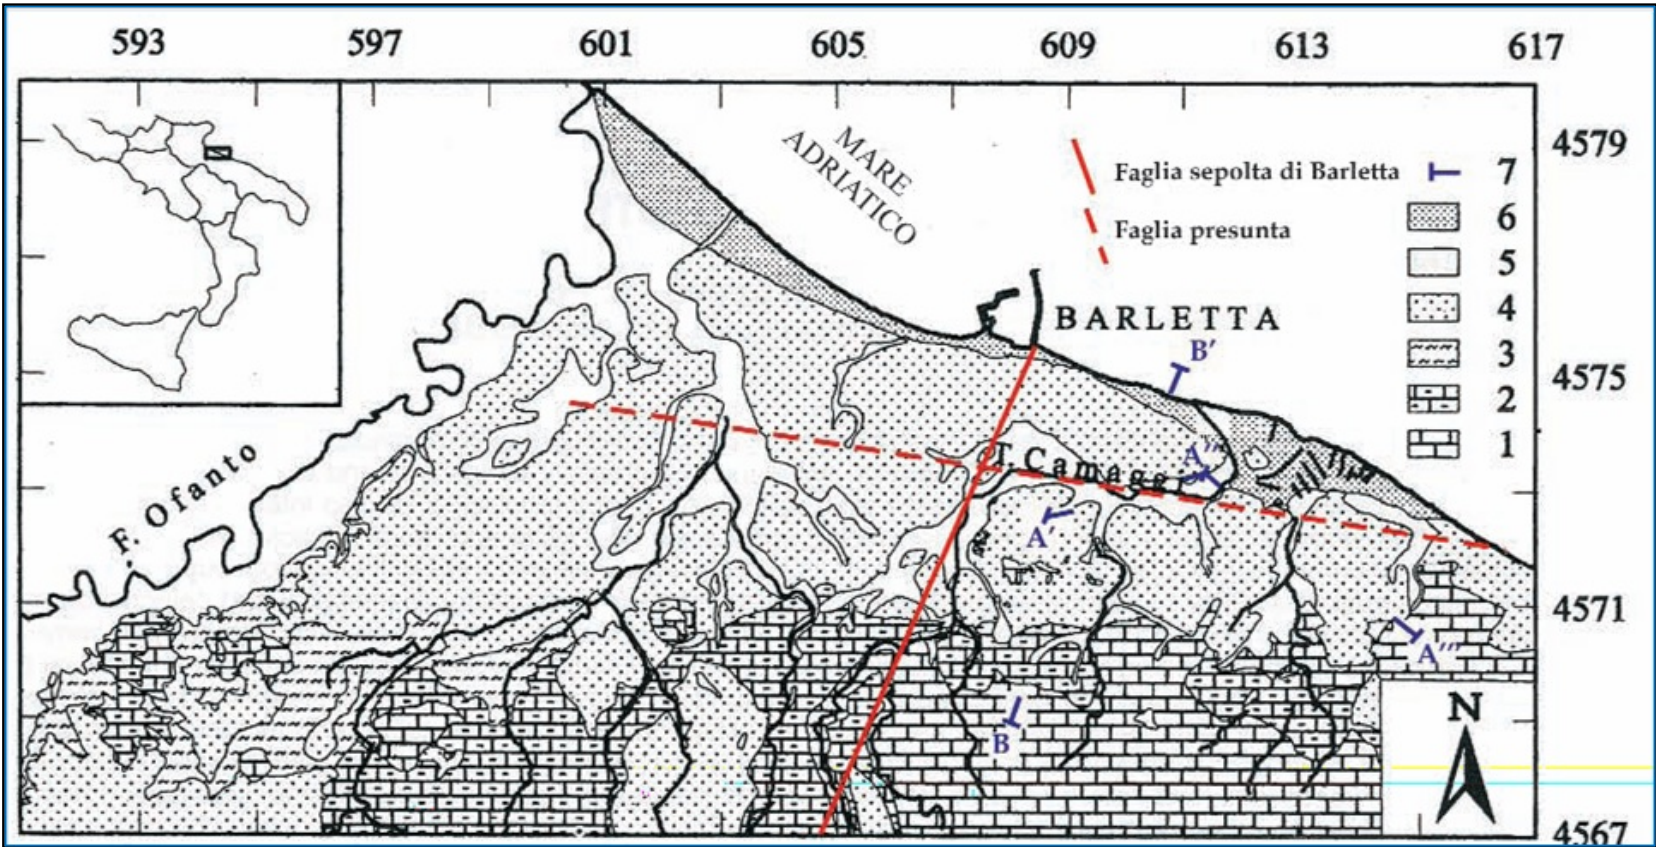 593 597 601 605 609 613 617
MARE
ADRIATICO
4579
Faglia sepolta di Barletta
7
6
Faglia presunta
5
BARLETTA
4
B′
3
4575
2
T. Camaggi
A″
1
F. Ofanto
A′
4571
A‴
B
N
4567